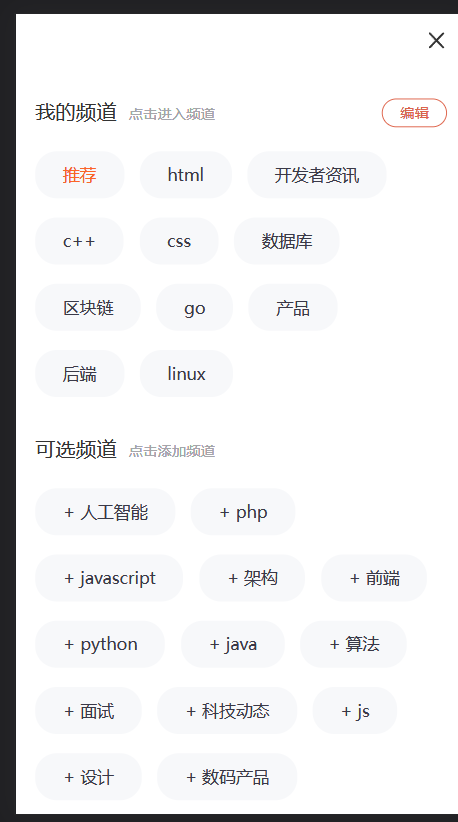 我的频道 点击进入频道 编辑
推荐 html 开发者资讯
c++ css 数据库
区块链 go 产品
后端 linux
可选频道 点击添加频道
+ 人工智能 + php
+ javascript + 架构 + 前端
+ python + java + 算法
+ 面试 + 科技动态 + js
+ 设计 + 数码产品